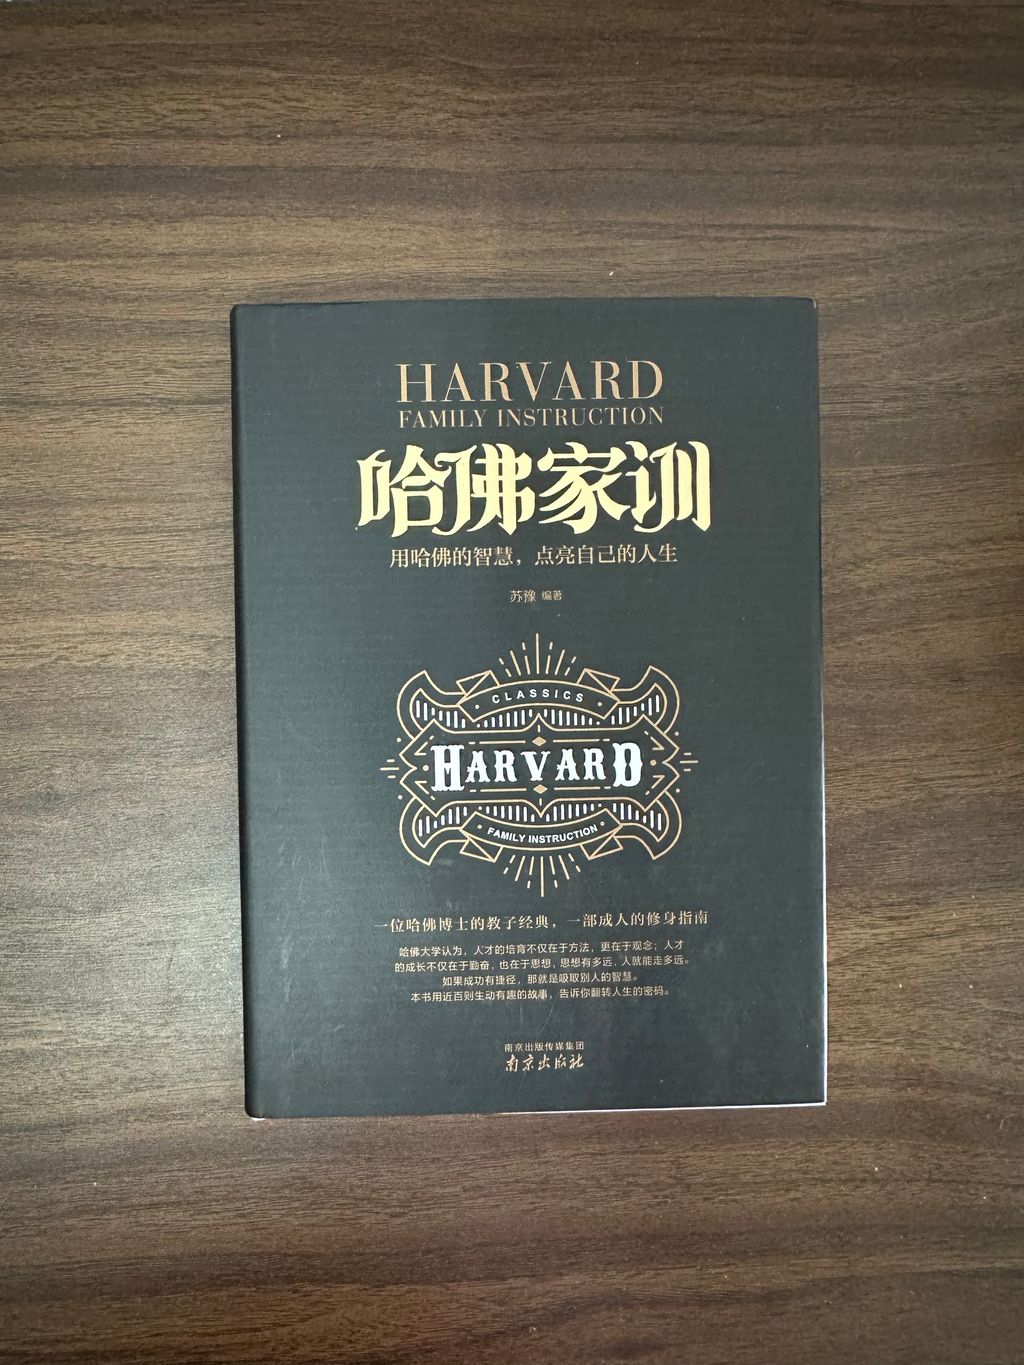 HARVARD
FAMILY INSTRUCTION
哈佛家训
用哈佛的智慧，点亮自己的人生
苏豫 编著
CLASSICS
HARVARD
FAMILY INSTRUCTION
一位哈佛博士的教子经典，一部成人的修身指南
哈佛大学认为，人才的培育不仅在于方法，更在于观念；人才
的成长不仅在于勤奋，也在于思想，思想有多远，人就能走多远。
如果成功有捷径，那就是吸取别人的智慧。
本书用近百则生动有趣的故事，告诉你翻转人生的密码。
南京出版传媒集团
南京出版社